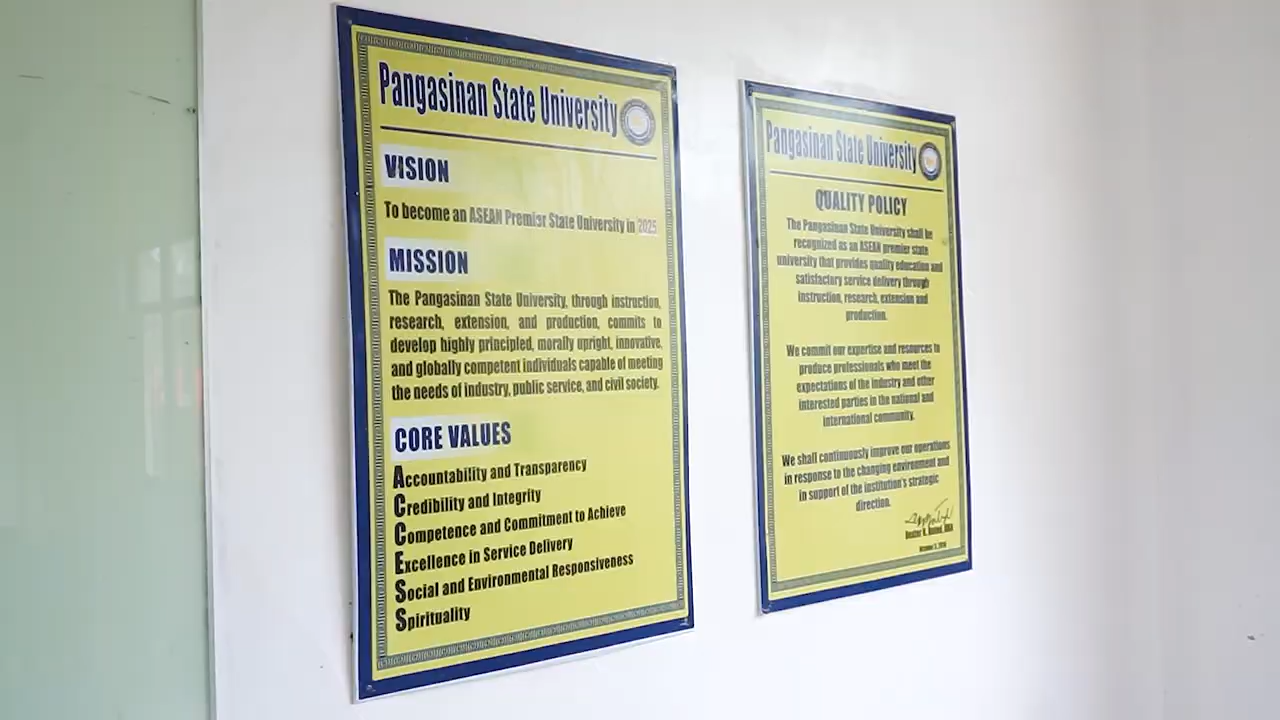 Pangasinan State University
VISION
To become an ASEAN Premier State University in 2025
MISSION
The Pangasinan State University, through instruction,
research, extension, and production, commits to
develop highly principled, morally upright, innovative,
and globally competent individuals capable of meeting
the needs of industry, public service, and civil society.
CORE VALUES
Accountability and Transparency
Credibility and Integrity
Competence and Commitment to Achieve
Excellence in Service Delivery
Social and Environmental Responsiveness
Spirituality
Pangasinan State University
QUALITY POLICY
The Pangasinan State University shall be
recognized as an ASEAN premier state
university that provides quality education and
satisfactory service delivery through
instruction, research, extension and
production.
We commit our expertise and resources to
produce professionals who meet the
expectations of the industry and other
interested parties in the national and
international community.
We shall continuously improve our operations
in response to the changing environment and
in support of the institution's strategic
direction.